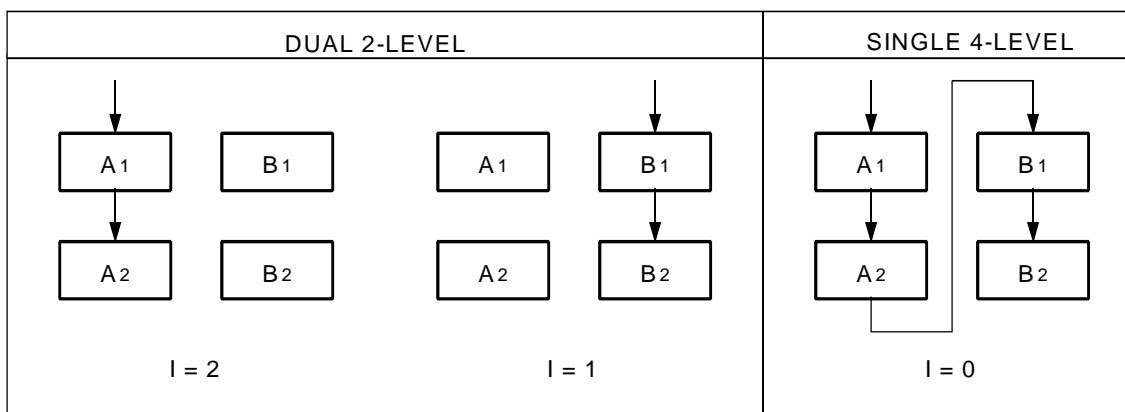 DUAL 2-LEVEL SINGLE 4-LEVEL
A1 B1 A1 B1 A1 B1
A2 B2 A2 B2 A2 B2
I = 2 I = 1 I = 0